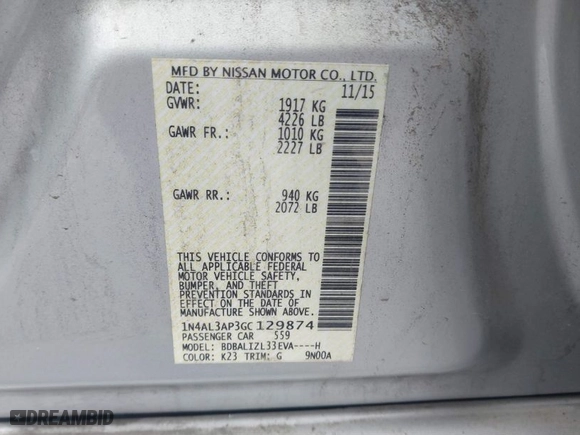 MFD BY NISSAN MOTOR CO., LTD.
DATE: 11/15
GVWR: 1917 KG
4226 LB
GAWR FR.: 1010 KG
2227 LB
GAWR RR.: 940 KG
2072 LB
THIS VEHICLE CONFORMS TO
ALL APPLICABLE FEDERAL
MOTOR VEHICLE SAFETY,
BUMPER, AND THEFT
PREVENTION STANDARDS IN
EFFECT ON THE DATE OF
MANUFACTURE SHOWN ABOVE.
1N4AL3AP3GC 129874
PASSENGER CAR 559
MODEL: BDBALIZL33EVA----H
COLOR: K23 TRIM: G 9N00A
DREAMBID